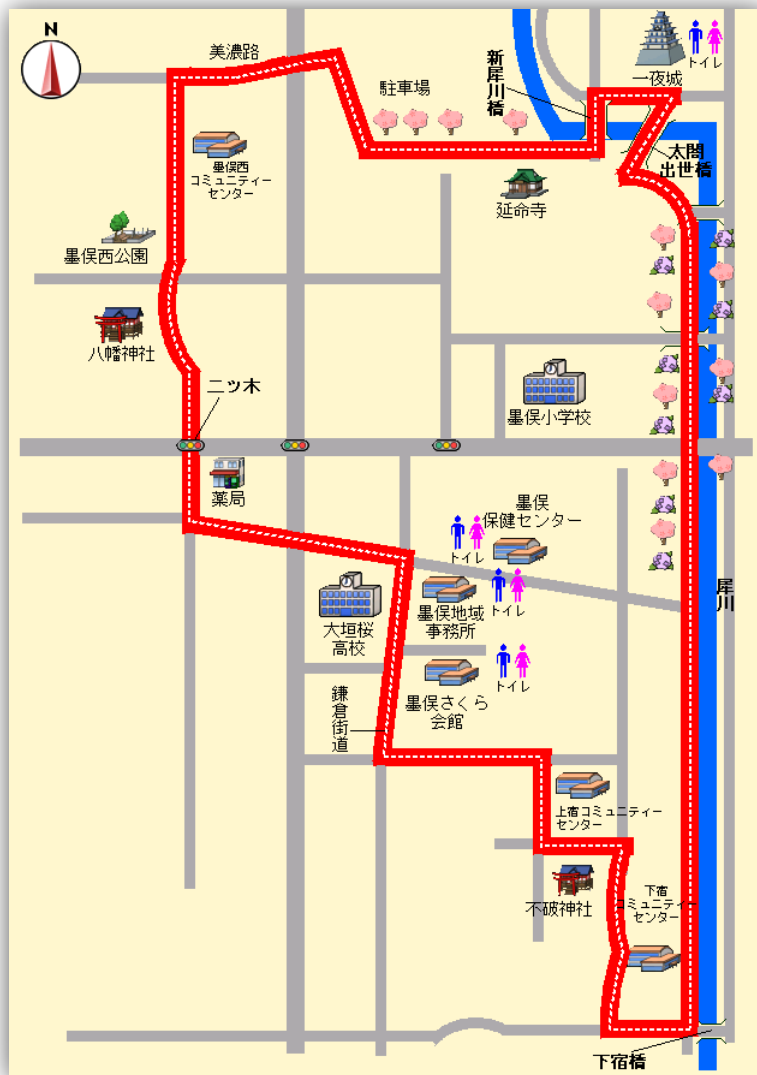 N
美濃路
駐車場
新犀川橋
一夜城
トイレ
太閤
出世橋
墨俣西
コミュニティー
センター
延命寺
墨俣西公園
八幡神社
二ツ木
墨俣小学校
薬局
墨俣
保健センター
トイレ
大垣桜
高校
墨俣地域
事務所
トイレ
犀川
墨俣さくら
会館
トイレ
鎌倉街道
上宿コミュニティー
センター
不破神社
下宿
コミュニティー
センター
下宿橋